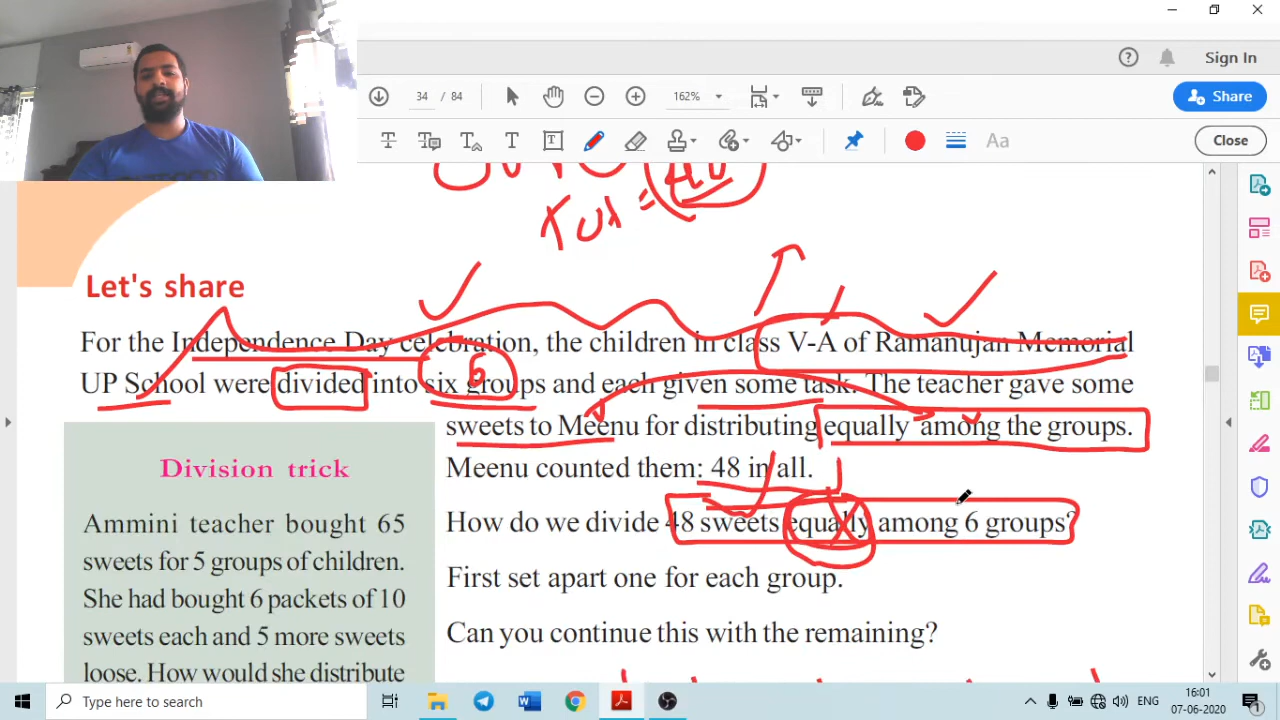 Sign In
34 / 84
162%
Share
Close
Aa
Let's share
For the Independence Day celebration, the children in class V-A of Ramanujan Memorial
UP School were divided into six groups and each given some task. The teacher gave some
6
sweets to Meenu for distributing equally among the groups.
Meenu counted them: 48 in all.
How do we divide 48 sweets equally among 6 groups?
First set apart one for each group.
Can you continue this with the remaining?
Division trick
Ammini teacher bought 65
sweets for 5 groups of children.
She had bought 6 packets of 10
sweets each and 5 more sweets
loose. How would she distribute
Type here to search
ENG
16:01
07-06-2020